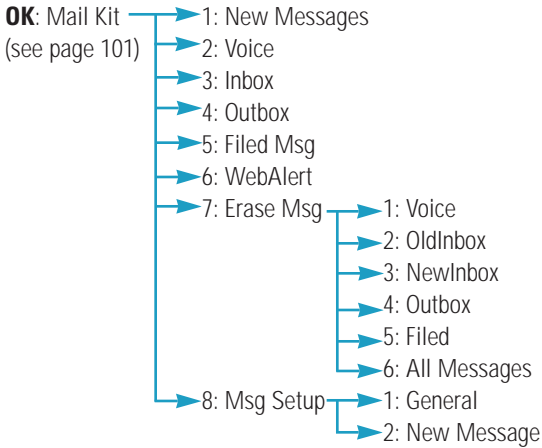 OK: Mail Kit
(see page 101)
1: New Messages
2: Voice
3: Inbox
4: Outbox
5: Filed Msg
6: WebAlert
7: Erase Msg
1: Voice
2: OldInbox
3: NewInbox
4: Outbox
5: Filed
6: All Messages
8: Msg Setup
1: General
2: New Message